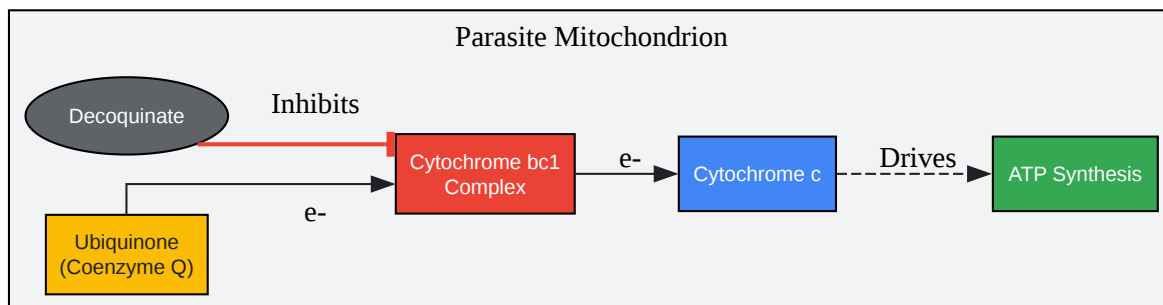 Parasite Mitochondrion
Decoquinate
Inhibits
Cytochrome bc1
Complex
e-
Cytochrome c
Drives
ATP Synthesis
e-
Ubiquinone
(Coenzyme Q)